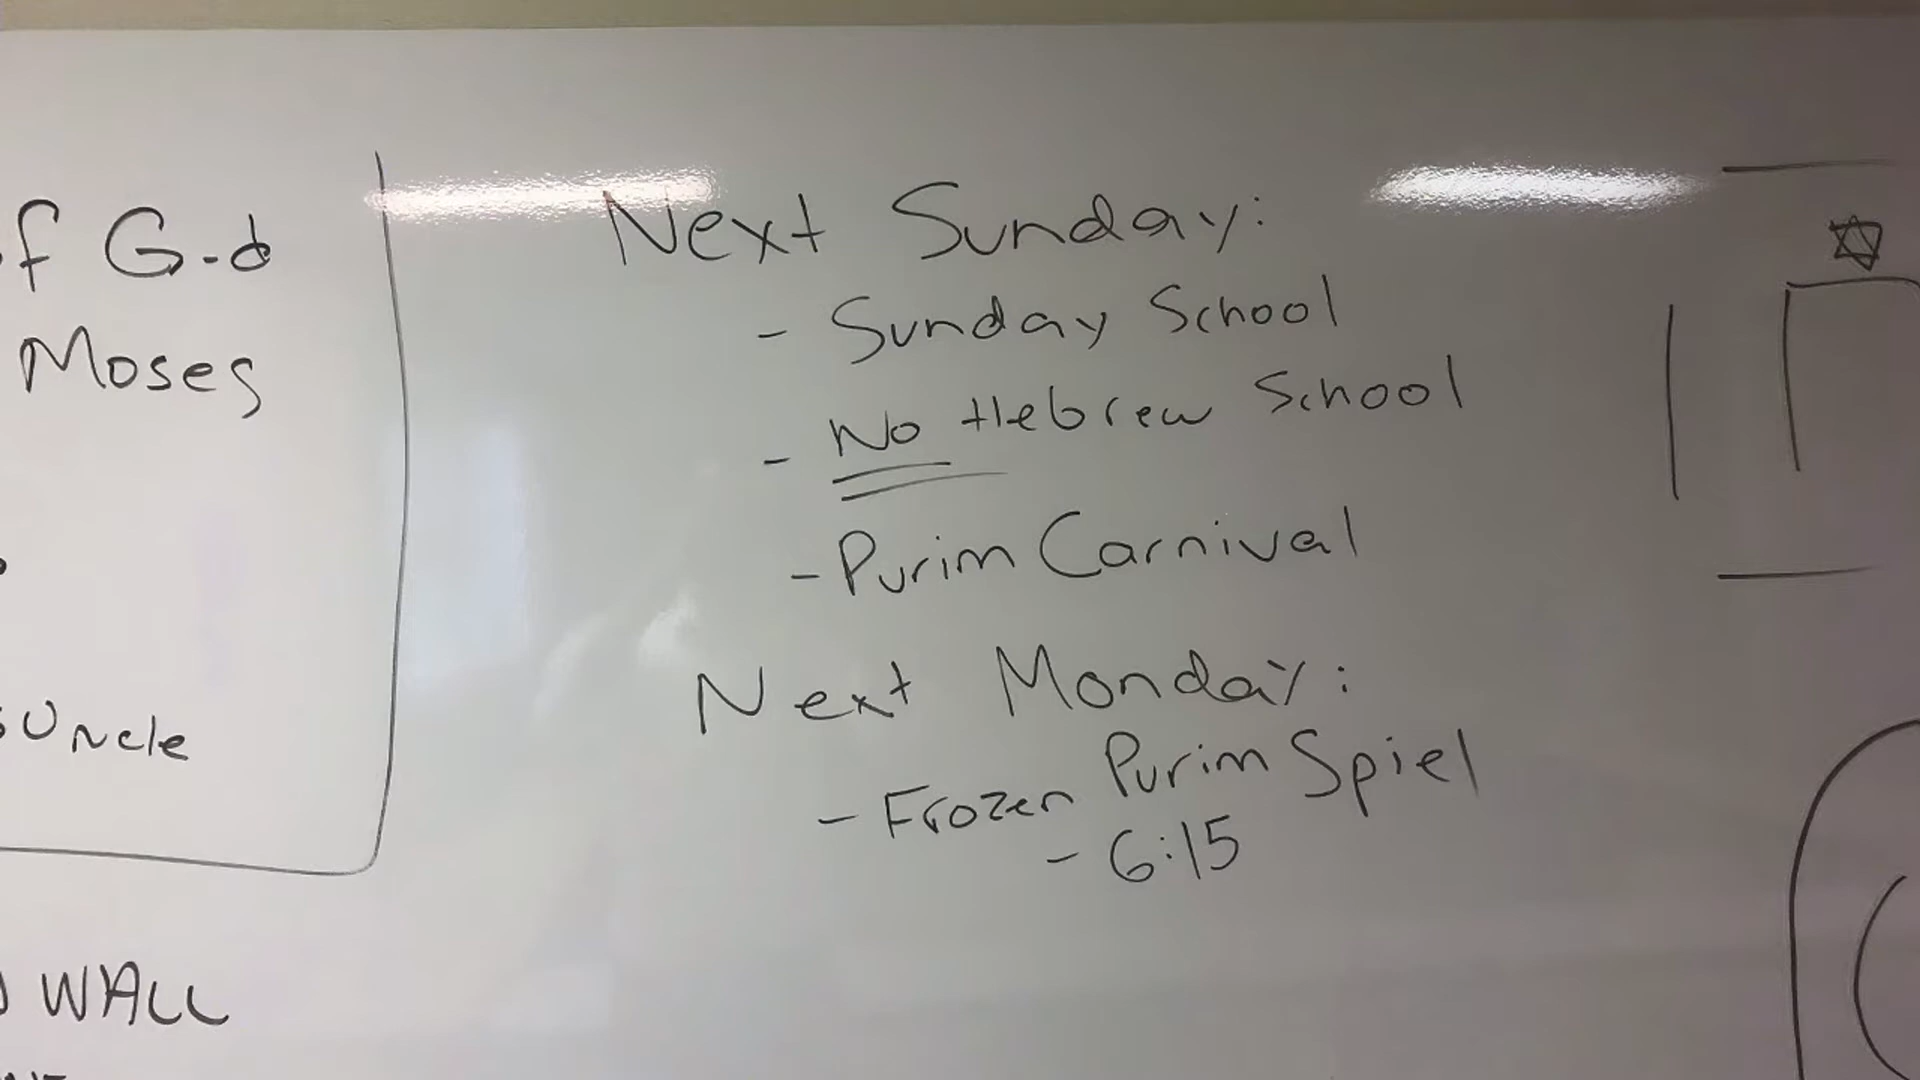 of G-d
Moses
Uncle
WALL
Next Sunday:
- Sunday School
- No Hebrew School
- Purim Carnival
Next Monday:
- Frozen Purim Spiel
- 6:15